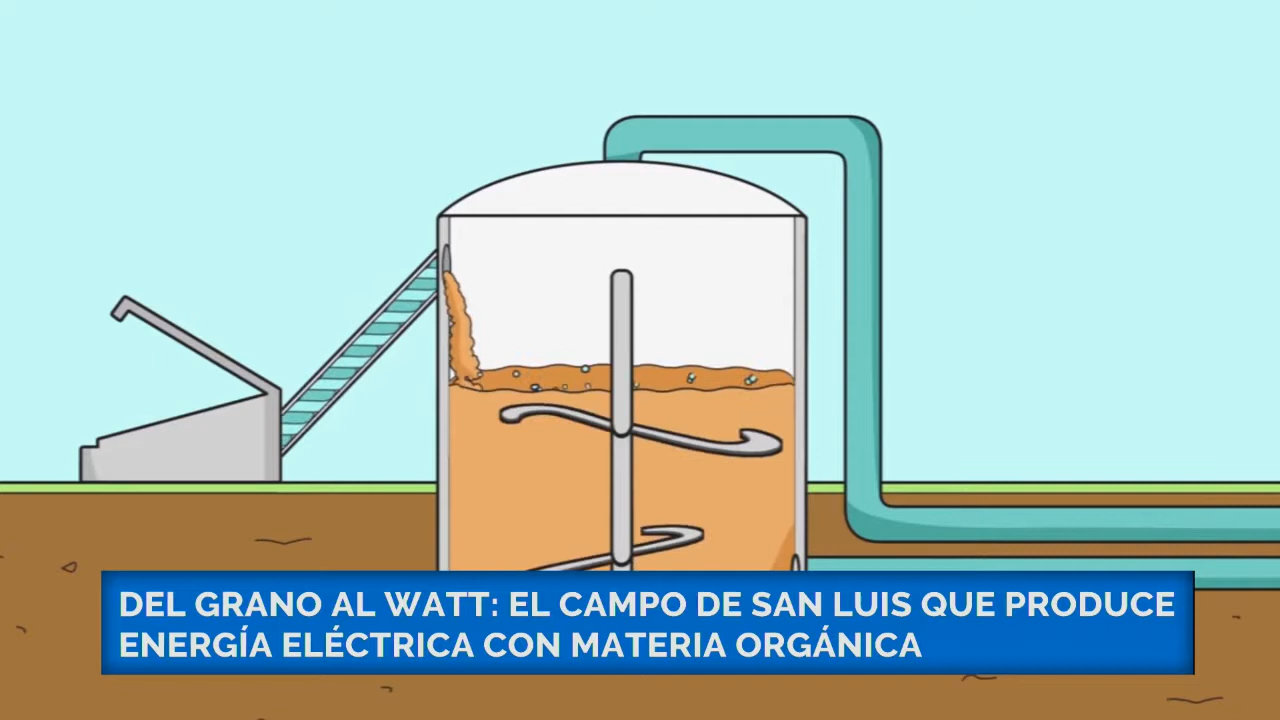 DEL GRANO AL WATT: EL CAMPO DE SAN LUIS QUE PRODUCE
ENERGÍA ELÉCTRICA CON MATERIA ORGÁNICA